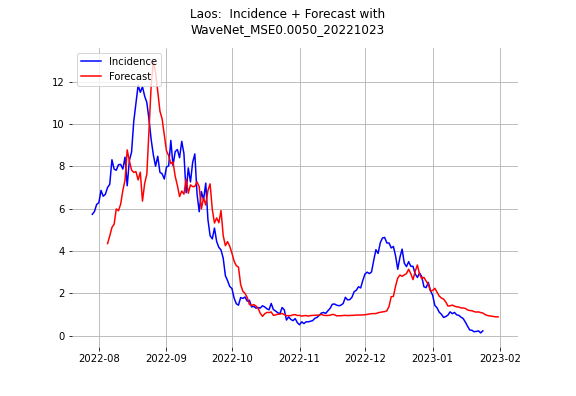 Laos:  Incidence + Forecast with
WaveNet_MSE0.0050_20221023
Incidence
Forecast
12
10
8
6
4
2
0
2022-08 2022-09 2022-10 2022-11 2022-12 2023-01 2023-02